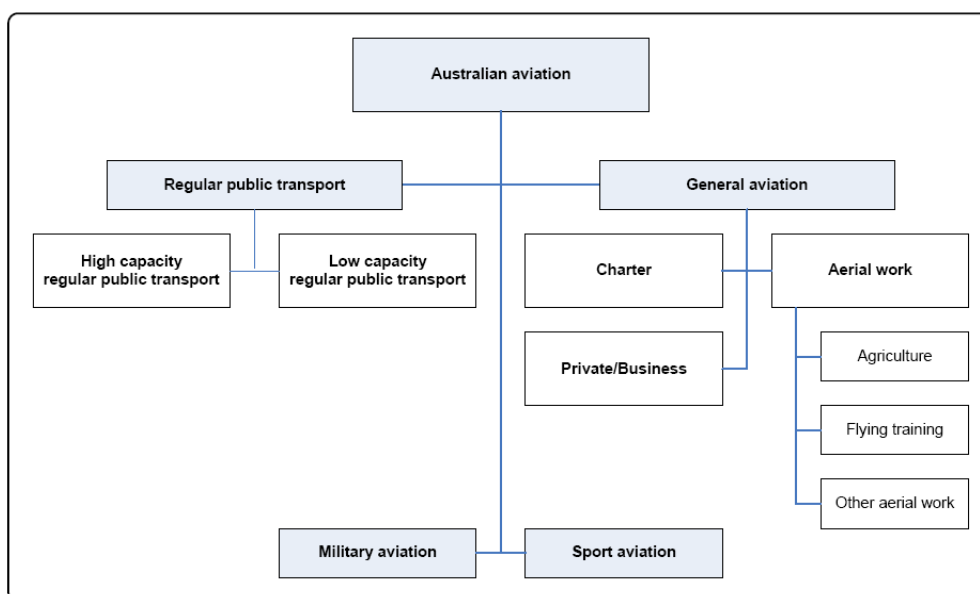 Australian aviation
Regular public transport
General aviation
High capacity
regular public transport
Low capacity
regular public transport
Charter
Aerial work
Private/Business
Agriculture
Flying training
Other aerial work
Military aviation
Sport aviation